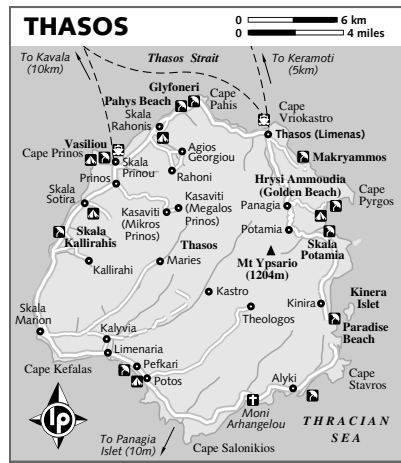 THASOS
0 6 km
0 4 miles
To Kavala
(10km)
Thasos Strait
To Keramoti
(5km)
Glyfoneri
Pahys Beach
Cape
Pahis
Skala
Rahonis
Cape
Vriokastro
Thasos (Limenas)
Vasiliou
Cape Prinos
Agios
Georgiou
Makryammos
Skala
Prinou
Prinos
Rahoni
Hrysi Ammoudia
(Golden Beach)
Cape
Pyrgos
Skala
Sotira
Kasaviti
(Megalos
Prinos)
Kasaviti
(Mikros
Prinos)
Panagia
Potamia
Skala
Kallirahis
Thasos
Skala
Potamia
Mt Ypsario
(1204m)
Kallirahi
Maries
Kinera
Islet
Kastro
Kinira
Theologos
Skala
Marion
Paradise
Beach
Kalyvia
Limenaria
Pefkari
Cape Kefalas
Potos
Alyki
Cape
Stavros
Moni
Arhangelou
THRACIAN
SEA
To Panagia
Islet (10m)
Cape Salonikios
lp